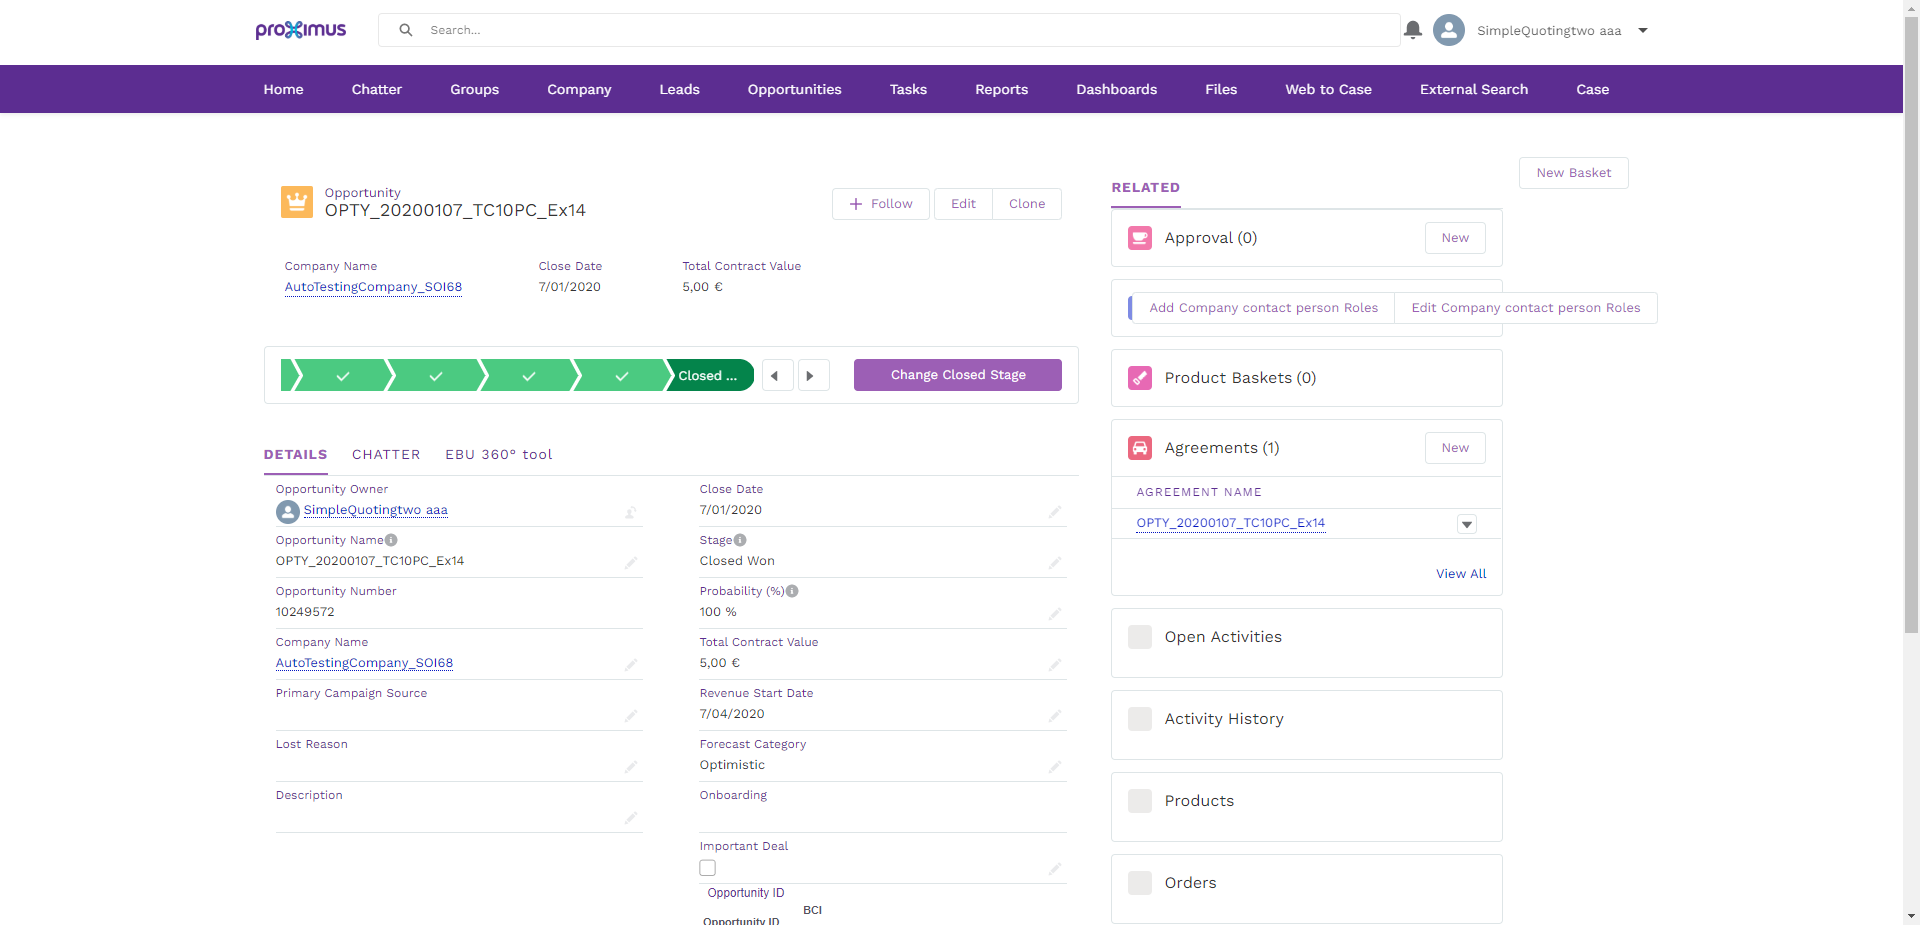 proximus
Search...
SimpleQuotingtwo aaa
Home Chatter Groups Company Leads Opportunities Tasks Reports Dashboards Files Web to Case External Search Case
Opportunity
OPTY_20200107_TC10PC_Ex14
Follow Edit Clone
Company Name Close Date Total Contract Value
AutoTestingCompany_SOI68 7/01/2020 5,00 €
Closed ...
Change Closed Stage
DETAILS CHATTER EBU 360° tool
Opportunity Owner
SimpleQuotingtwo aaa
Opportunity Name
OPTY_20200107_TC10PC_Ex14
Opportunity Number
10249572
Company Name
AutoTestingCompany_SOI68
Primary Campaign Source
Lost Reason
Description
Close Date
7/01/2020
Stage
Closed Won
Probability (%)
100 %
Total Contract Value
5,00 €
Revenue Start Date
7/04/2020
Forecast Category
Optimistic
Onboarding
Important Deal
Opportunity ID
BCI
Opportunity ID
New Basket
RELATED
Approval (0)
New
Add Company contact person Roles Edit Company contact person Roles
Product Baskets (0)
Agreements (1)
New
AGREEMENT NAME
OPTY_20200107_TC10PC_Ex14
View All
Open Activities
Activity History
Products
Orders